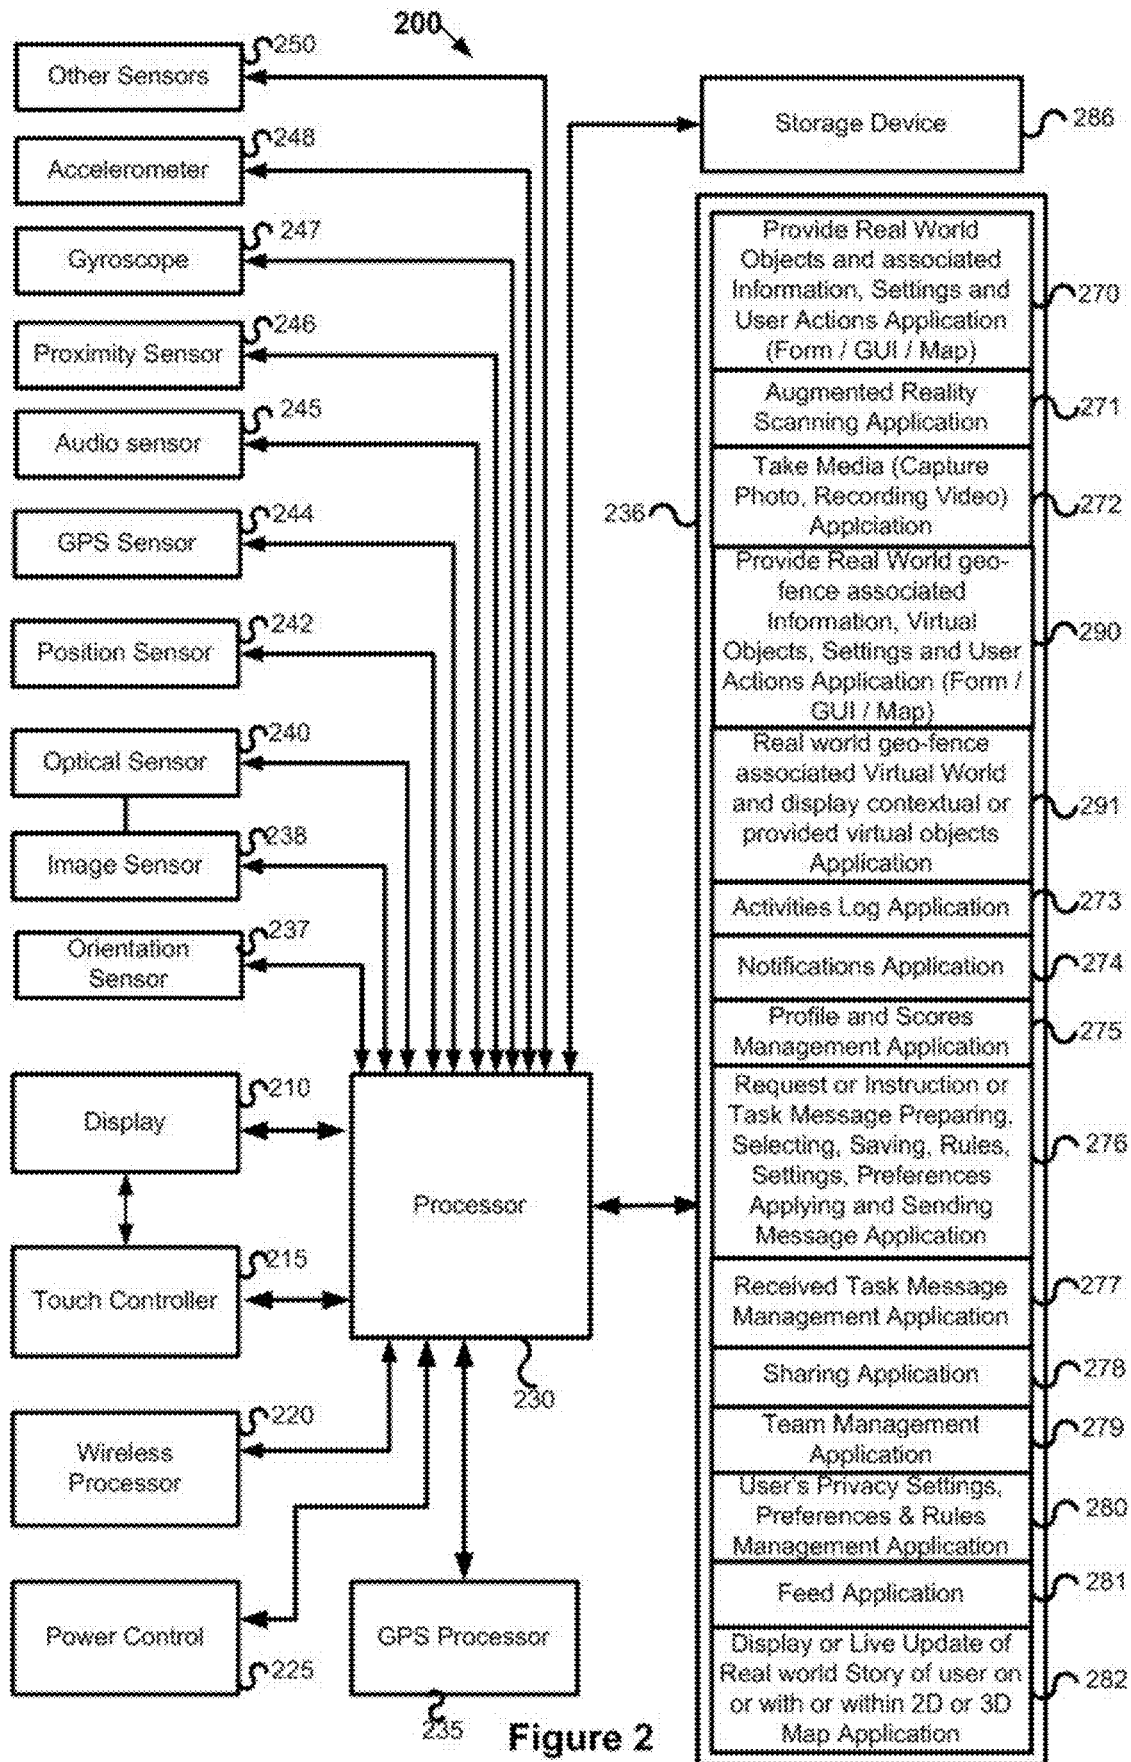 200
Other Sensors
250
Accelerometer
248
Gyroscope
247
Proximity Sensor
246
Audio sensor
245
GPS Sensor
244
Position Sensor
242
Optical Sensor
240
Image Sensor
238
Orientation
Sensor
237
Display
210
Touch Controller
215
Wireless
Processor
220
Power Control
225
Processor
230
GPS Processor
235
Storage Device
286
236
Provide Real World
Objects and associated
Information, Settings and
User Actions Application
(Form / GUI / Map)
270
Augmented Reality
Scanning Application
271
Take Media (Capture
Photo, Recording Video)
Applciation
272
Provide Real World geo-
fence associated
Information, Virtual
Objects, Settings and User
Actions Application (Form /
GUI / Map)
290
Real world geo-fence
associated Virtual World
and display contextual or
provided virtual objects
Application
291
Activities Log Application
273
Notifications Application
274
Profile and Scores
Management Application
275
Request or Instruction or
Task Message Preparing,
Selecting, Saving, Rules,
Settings, Preferences
Applying and Sending
Message Application
276
Received Task Message
Management Application
277
Sharing Application
278
Team Management
Application
279
User's Privacy Settings,
Preferences & Rules
Management Application
280
Feed Application
281
Display or Live Update of
Real world Story of user on
or with or within 2D or 3D
Map Application
282
Figure 2